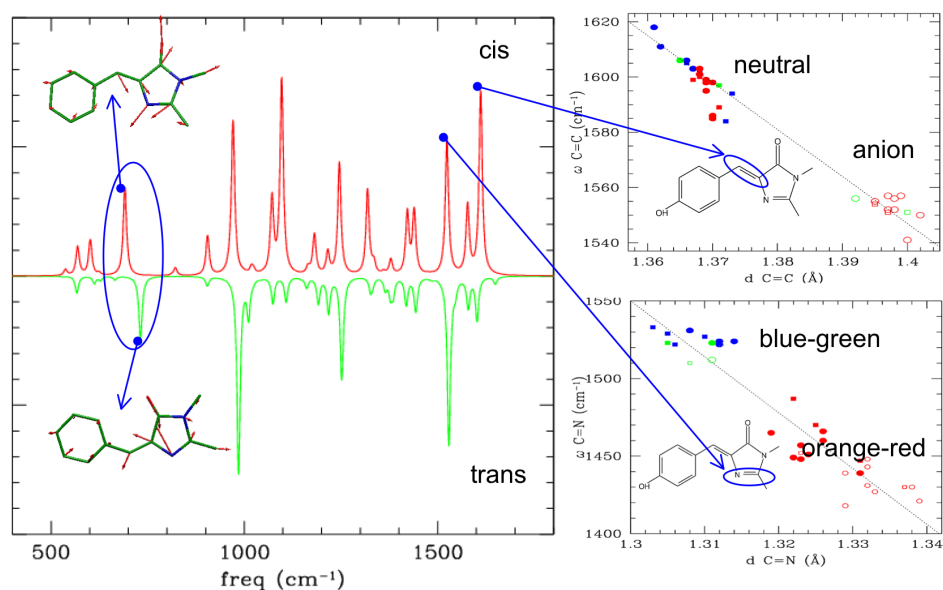 cis
trans
500
1000
1500
freq (cm⁻¹)
neutral
anion
1620
1600
1580
1560
1540
ω C=C (cm⁻¹)
1.36
1.37
1.38
1.39
1.4
d C=C (Å)
O
N
N
HO
blue-green
orange-red
1550
1500
1450
1400
ω C=N (cm⁻¹)
1.3
1.31
1.32
1.33
1.34
d C=N (Å)
O
N
N
HO